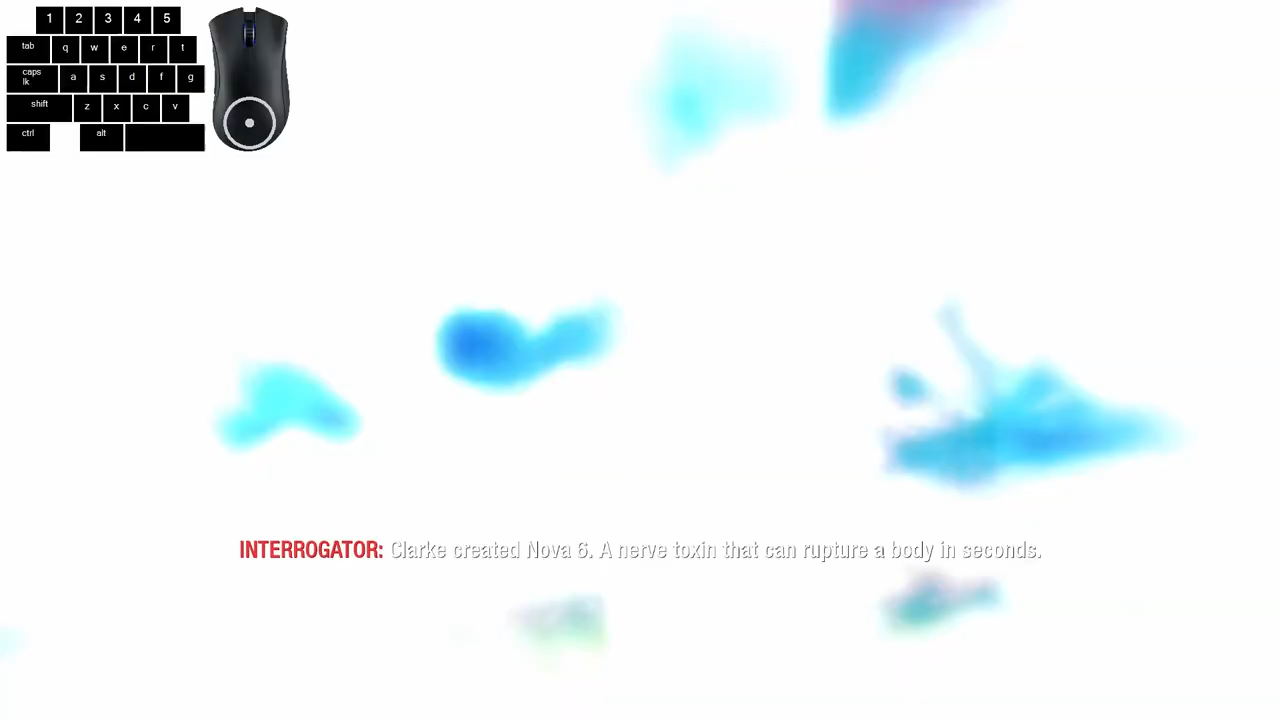 1 2 3 4 5
tab q w e r t
caps lk a s d f g
shift z x c v
ctrl alt
INTERROGATOR: Clarke created Nova 6. A nerve toxin that can rupture a body in seconds.